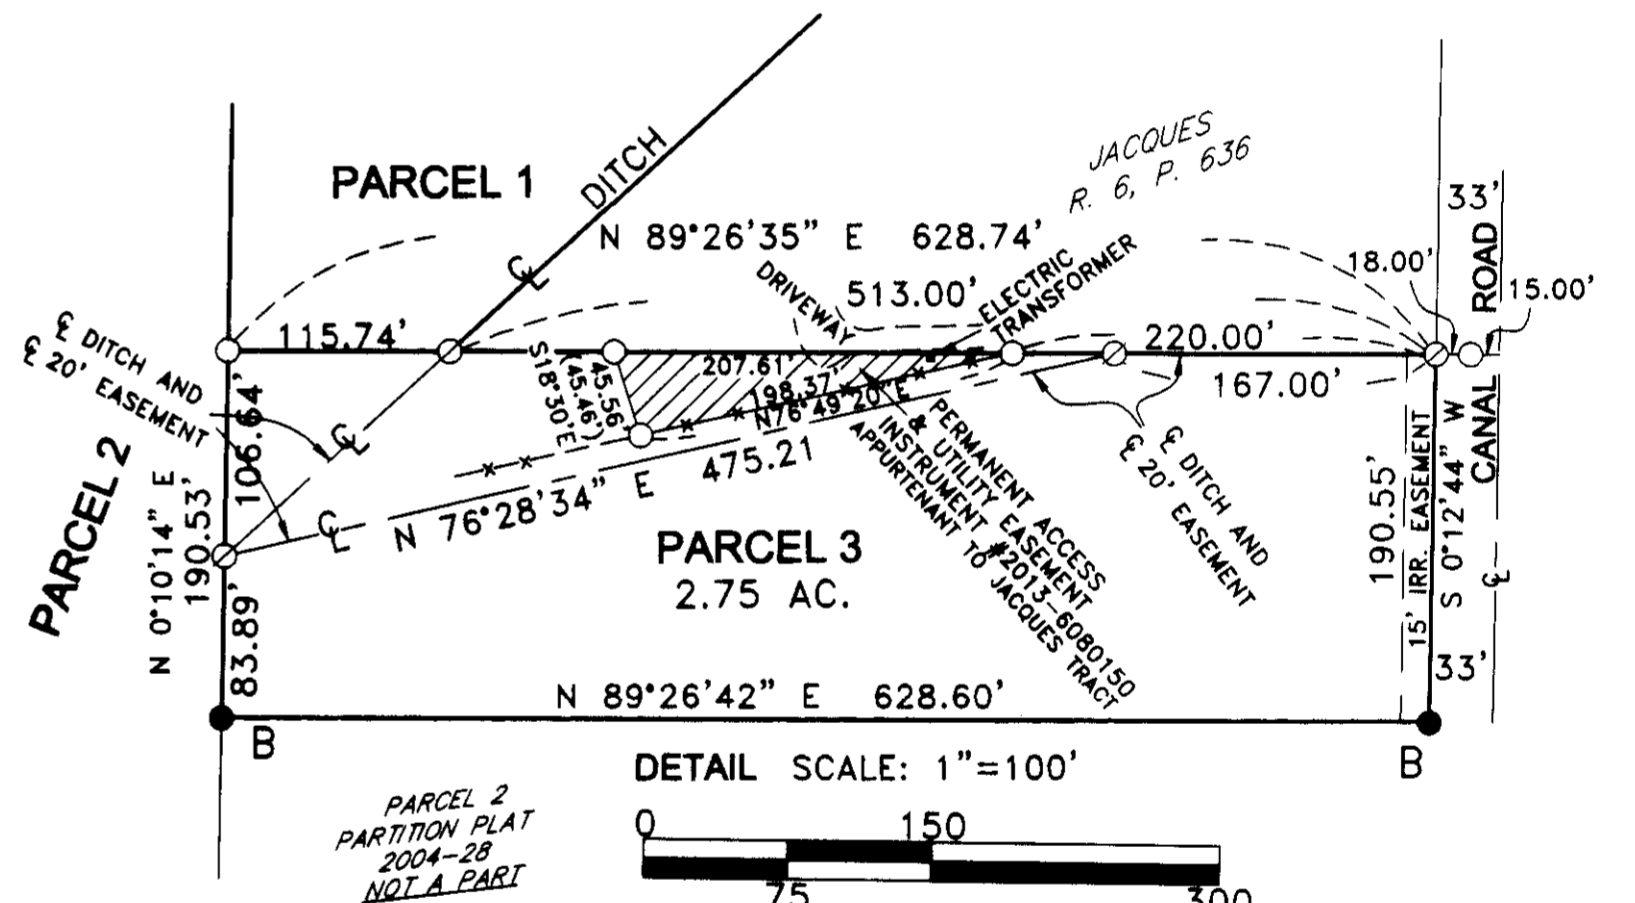 PARCEL 1
DITCH
JACQUES
R. 6, P. 636
N 89°26'35" E 628.74'
33'
ROAD
18.00'
15.00'
DRIVEWAY
513.00'
ELECTRIC
TRANSFORMER
℄
℄ DITCH AND
℄ 20' EASEMENT
115.74'
207.61'
220.00'
167.00'
198.37'
N76°49'20"E
S18°30'E
(45.46')
45.56'
106.64'
℄
475.21
N 76°28'34" E
℄
PARCEL 2
N 0°10'14" E
190.53'
83.89'
PARCEL 3
2.75 AC.
PERMANENT ACCESS
& UTILITY EASEMENT
INSTRUMENT #2013-6080150
APPURTENANT TO JACQUES TRACT
℄ DITCH AND
℄ 20' EASEMENT
190.55'
15' IRR. EASEMENT
S 0°12'44" W
CANAL
℄
33'
N 89°26'42" E 628.60'
B
B
DETAIL SCALE: 1"=100'
PARCEL 2
PARTITION PLAT
2004-28
NOT A PART
0
150
75
300